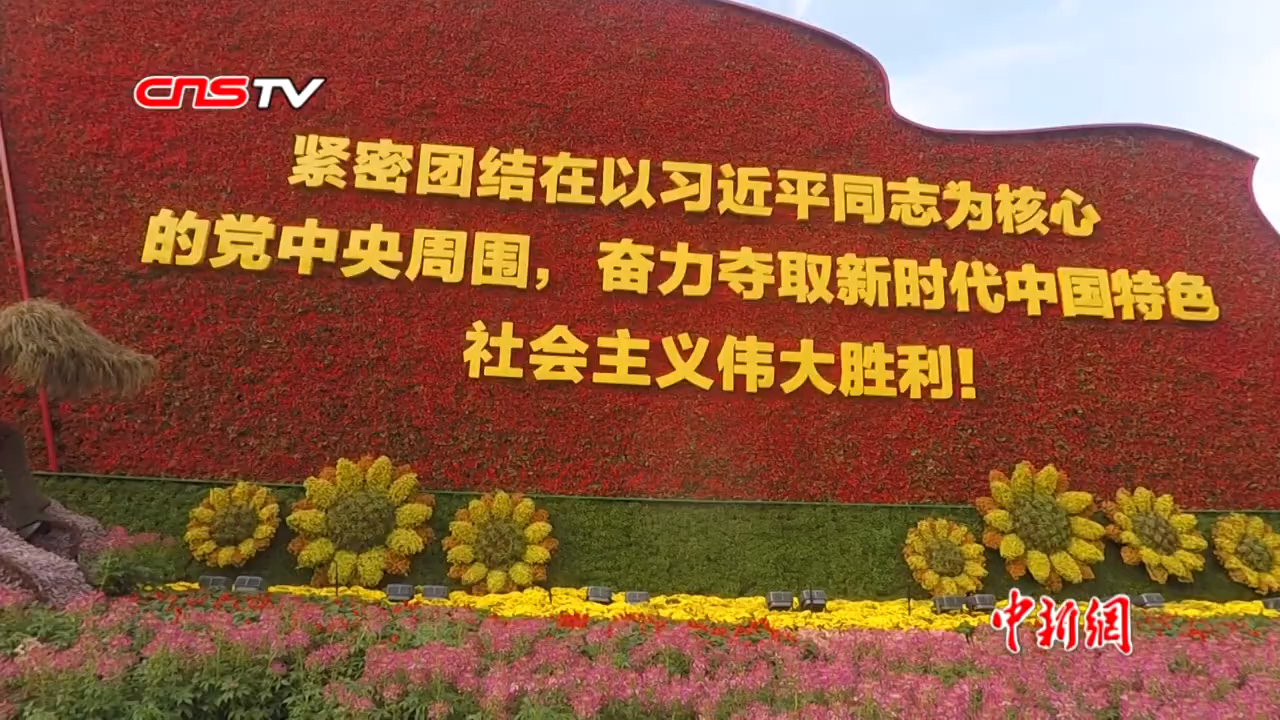 CNSTV
紧密团结在以习近平同志为核心
的党中央周围，奋力夺取新时代中国特色
社会主义伟大胜利！
中新網